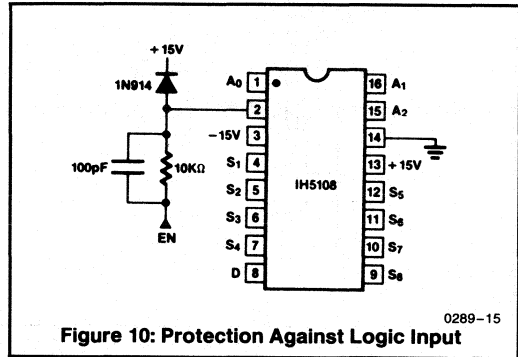 +15V
1N914
100pF
10KΩ
EN
A0 1
2
-15V 3
S1 4
S2 5
S3 6
S4 7
D 8
IH5108
16 A1
15 A2
14
13 +15V
12 S5
11 S6
10 S7
9 S8
0289-15
Figure 10: Protection Against Logic Input